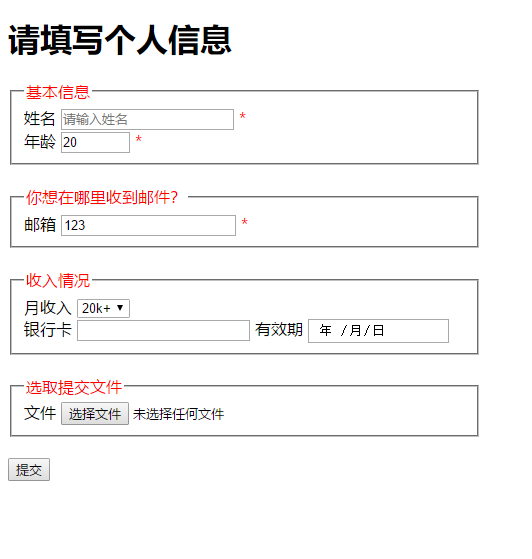 请填写个人信息
基本信息
姓名 请输入姓名 *
年龄 20 *
你想在哪里收到邮件?
邮箱 123 *
收入情况
月收入 20k+
银行卡 有效期 年 /月/日
选取提交文件
文件 选择文件 未选择任何文件
提交